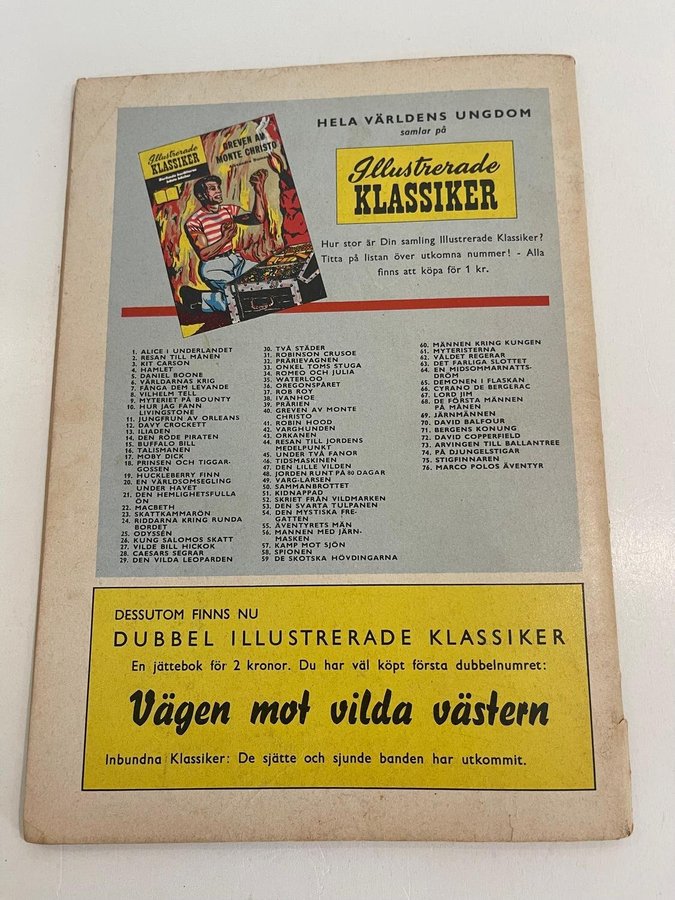 Illustrerade
KLASSIKER
GREVEN AV
MONTE CHRISTO
HELA VÄRLDENS UNGDOM
samlar på
Illustrerade
KLASSIKER
Hur stor är Din samling Illustrerade Klassiker?
Titta på listan över utkomna nummer! - Alla
finns att köpa för 1 kr.
1. ALICE I UNDERLANDET
2. RESAN TILL MÅNEN
3. KIT CARSON
4. HAMLET
5. DANIEL BOONE
6. VÄRLDARNAS KRIG
7. FÅNGA DEM LEVANDE
8. VILHELM TELL
9. MYTERIET PÅ BOUNTY
10. HUR JAG FANN
LIVINGSTONE
11. JUNGFRUN AV ORLEANS
12. DAVY CROCKETT
13. ILIADEN
14. DEN RÖDE PIRATEN
15. BUFFALO BILL
16. TALISMANEN
17. MOBY DICK
18. PRINSEN OCH TIGGAR-
GOSSEN
19. HUCKLEBERRY FINN
20. EN VÄRLDSOMSEGLING
UNDER HAVET
21. DEN HEMLIGHETSFULLA
ÖN
22. MACBETH
23. SKATTKAMMARÖN
24. RIDDARNA KRING RUNDA
BORDET
25. ODYSSÉN
26. KUNG SALOMOS SKATT
27. VILDE BILL HICKOK
28. CAESARS SEGRAR
29. DEN VILDA LEOPARDEN
30. TVÅ STÄDER
31. ROBINSON CRUSOE
32. PRÄRIEVAGNEN
33. ONKEL TOMS STUGA
34. ROMEO OCH JULIA
35. WATERLOO
36. OREGONSPÅRET
37. ROB ROY
38. IVANHOE
39. PRÄRIEN
40. GREVEN AV MONTE
CHRISTO
41. ROBIN HOOD
42. VARGHUNDEN
43. ORKANEN
44. RESAN TILL JORDENS
MEDELPUNKT
45. UNDER TVÅ FANOR
46. TIDSMASKINEN
47. DEN LILLE VILDEN
48. JORDEN RUNT PÅ 80 DAGAR
49. VARG-LARSEN
50. SAMMANBROTTET
51. KIDNAPPAD
52. SKRIET FRÅN VILDMARKEN
53. DEN SVARTA TULPANEN
54. DEN MYSTISKA FRE-
GATTEN
55. ÄVENTYRETS MÄN
56. MANNEN MED JÄRN-
MASKEN
57. KAMP MOT SJÖN
58. SPIONEN
59. DE SKOTSKA HÖVDINGARNA
60. MÄNNEN KRING KUNGEN
61. MYTERISTERNA
62. VÅLDET REGERAR
63. DET FARLIGA SLOTTET
64. EN MIDSOMMARNATTS-
DRÖM
65. DEMONEN I FLASKAN
66. CYRANO DE BERGERAC
67. LORD JIM
68. DE FÖRSTA MÄNNEN
PÅ MÅNEN
69. JÄRNMÄNNEN
70. DAVID BALFOUR
71. BERGENS KONUNG
72. DAVID COPPERFIELD
73. ARVINGEN TILL BALLANTREE
74. PÅ DJUNGELSTIGAR
75. STIGFINNAREN
76. MARCO POLOS ÄVENTYR
DESSUTOM FINNS NU
DUBBEL ILLUSTRERADE KLASSIKER
En jättebok för 2 kronor. Du har väl köpt första dubbelnumret:
Vägen mot vilda västern
Inbundna Klassiker: De sjätte och sjunde banden har utkommit.